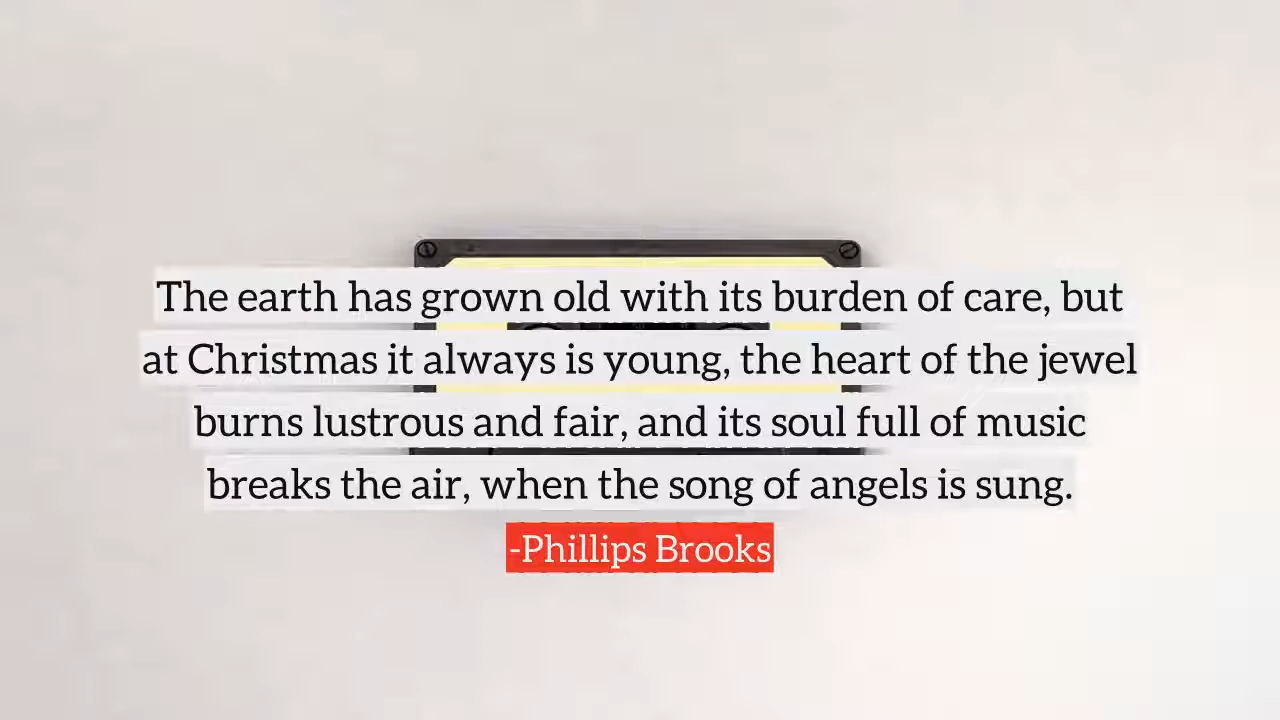 The earth has grown old with its burden of care, but
at Christmas it always is young, the heart of the jewel
burns lustrous and fair, and its soul full of music
breaks the air, when the song of angels is sung.
-Phillips Brooks